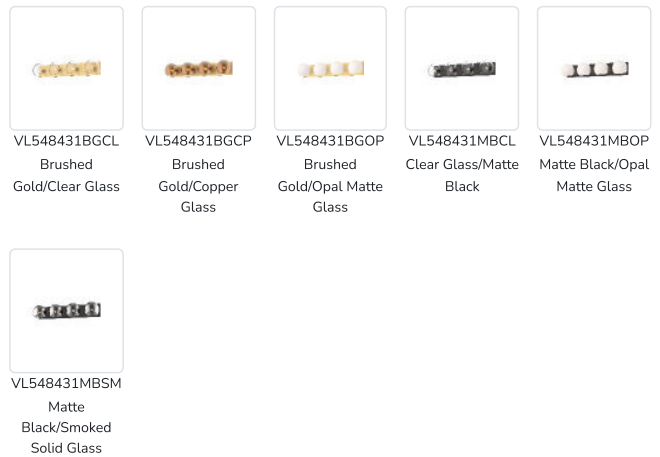 VL548431BGCL
Brushed
Gold/Clear Glass
VL548431BGCP
Brushed
Gold/Copper
Glass
VL548431BGOP
Brushed
Gold/Opal Matte
Glass
VL548431MBCL
Clear Glass/Matte
Black
VL548431MBOP
Matte Black/Opal
Matte Glass
VL548431MBSM
Matte
Black/Smoked
Solid Glass